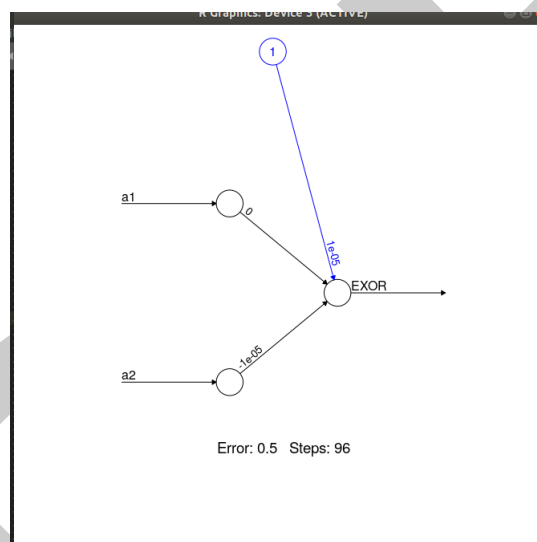 R Graphics: Device 3 (ACTIVE)
1
a1
0
1e-05
EXOR
-1e-05
a2
Error: 0.5 Steps: 96